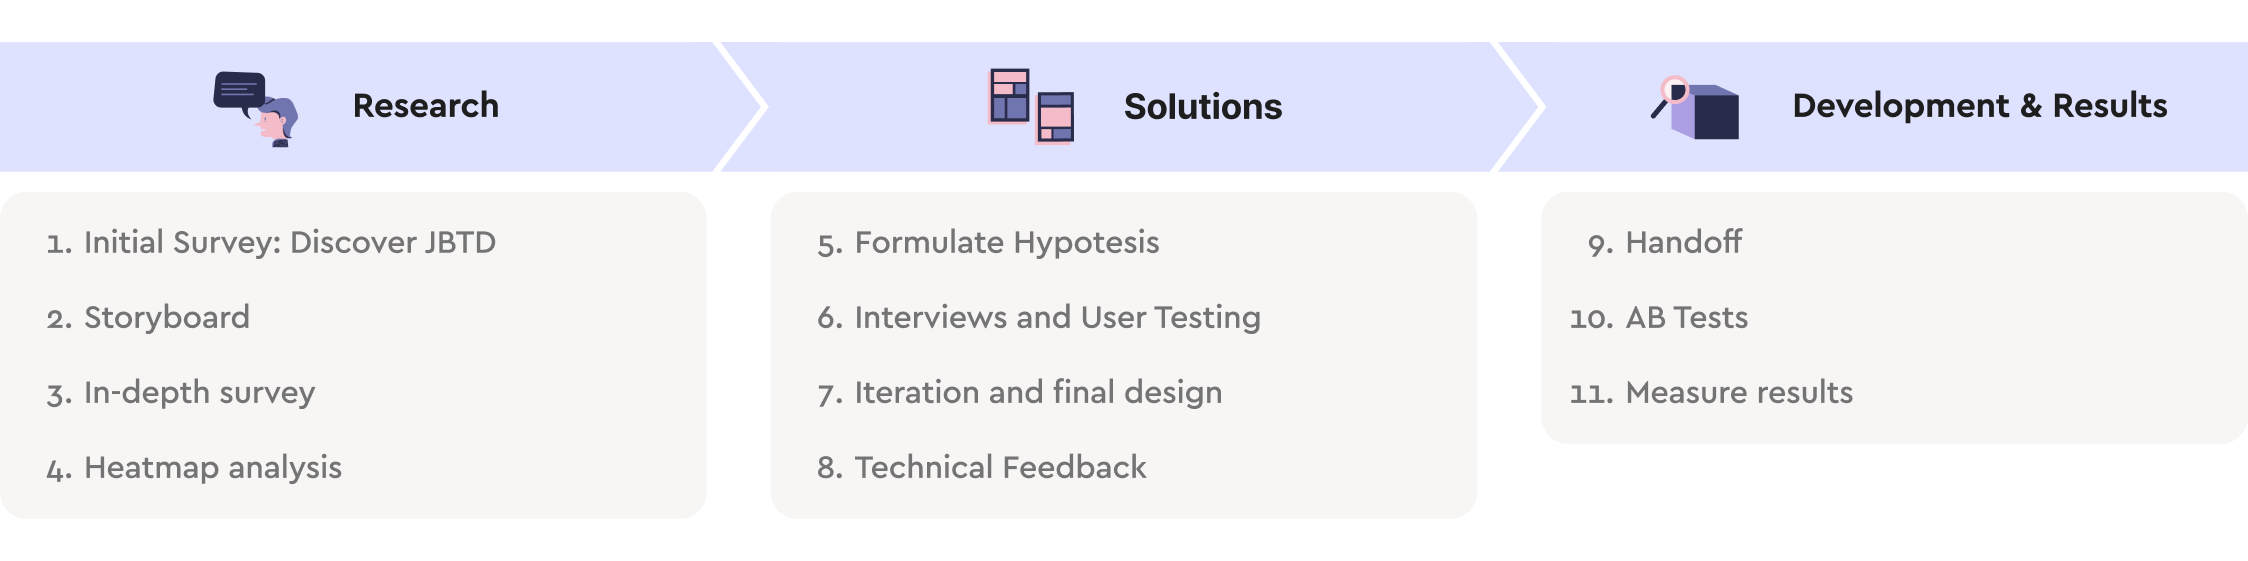 Research
Solutions
Development & Results
1. Initial Survey: Discover JBTD
2. Storyboard
3. In-depth survey
4. Heatmap analysis
5. Formulate Hypotesis
6. Interviews and User Testing
7. Iteration and final design
8. Technical Feedback
9. Handoff
10. AB Tests
11. Measure results